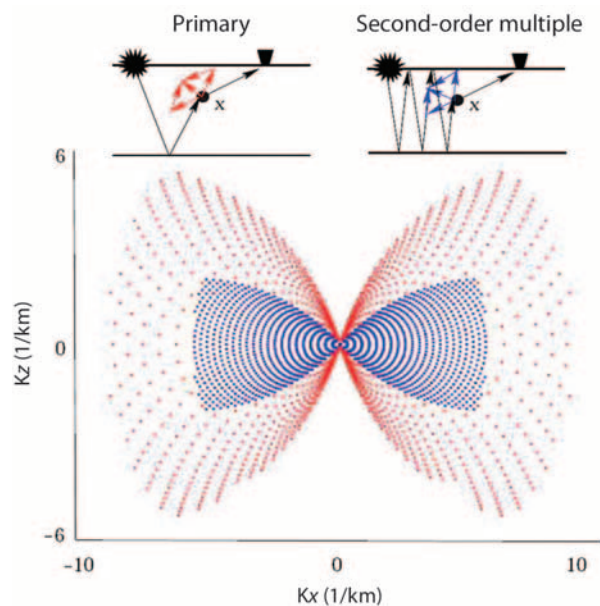 Primary
Second-order multiple
x
x
6
0
-6
Kz (1/km)
-10
0
10
Kx (1/km)